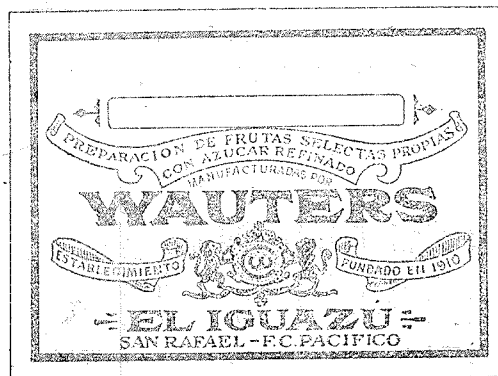 PREPARACION DE FRUTAS SELECTAS PROPIAS
CON AZUCAR REFINADO
MANUFACTURADAS POR
WAUTERS
W
ESTABLECIMIENTO
FUNDADO EN 1910
EL IGUAZU
SAN RAFAEL - F.C. PACIFICO